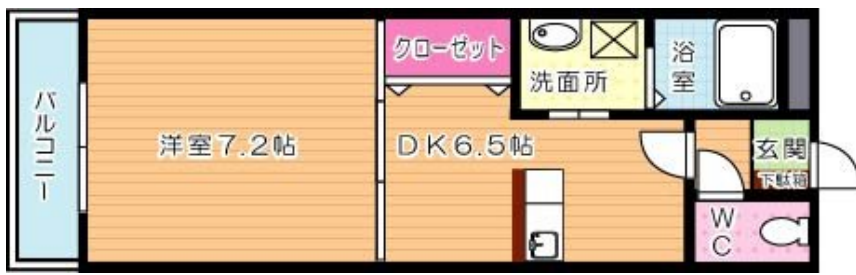 バルコニー
洋室7.2帖
クローゼット
DK6.5帖
洗面所
浴室
玄関
下駄箱
WC